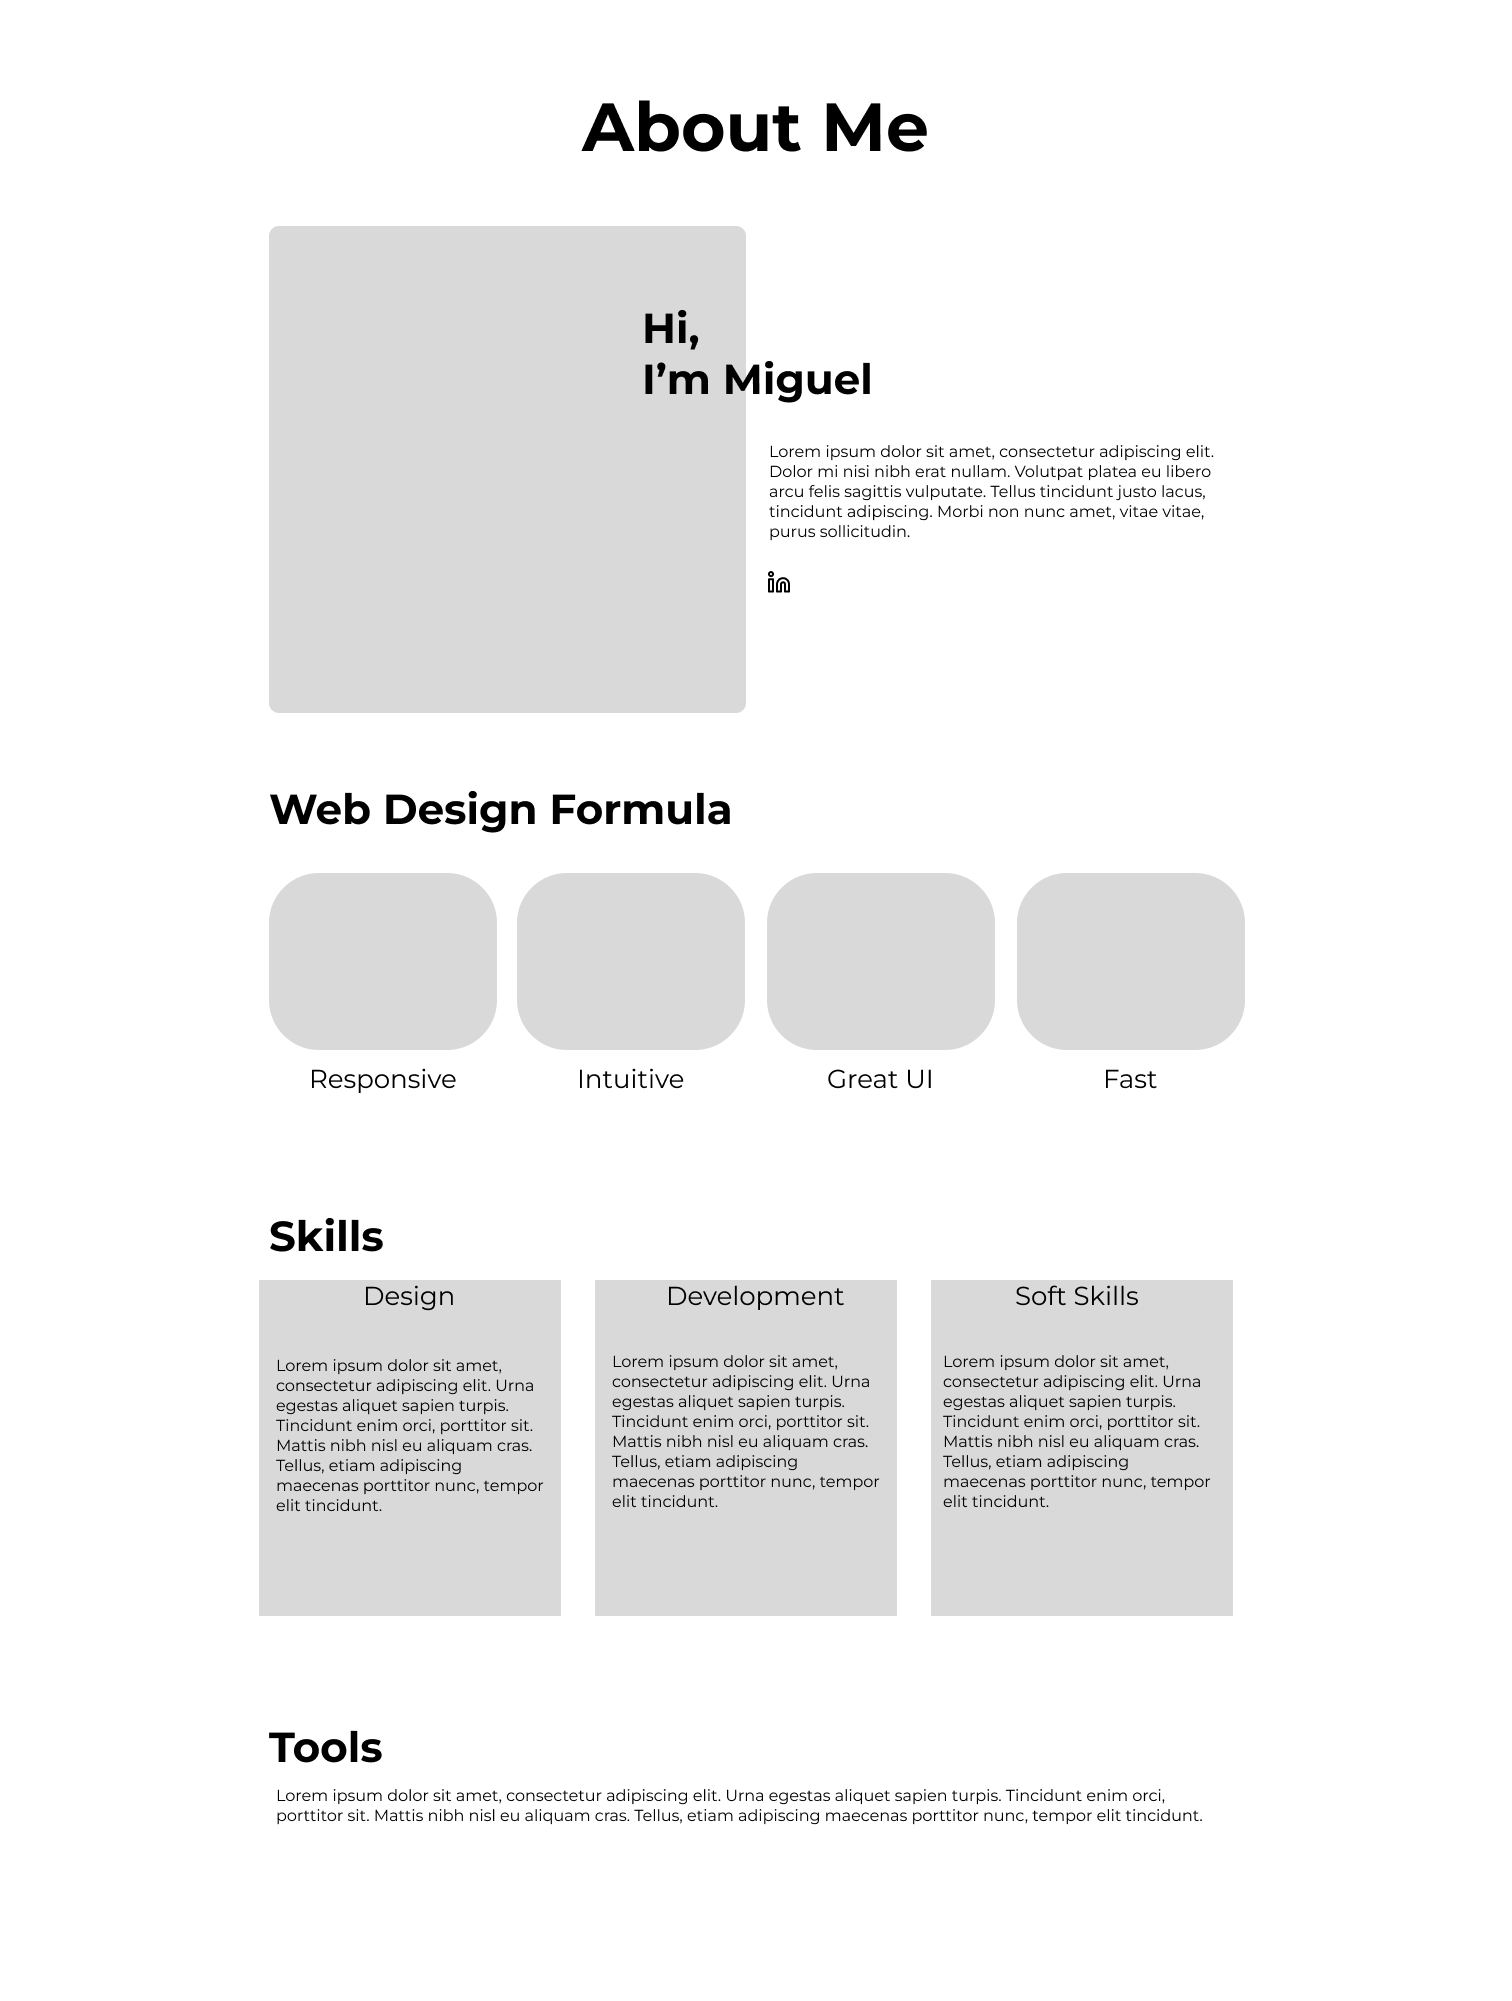 About Me
Hi,
I’m Miguel
Lorem ipsum dolor sit amet, consectetur adipiscing elit.
Dolor mi nisi nibh erat nullam. Volutpat platea eu libero
arcu felis sagittis vulputate. Tellus tincidunt justo lacus,
tincidunt adipiscing. Morbi non nunc amet, vitae vitae,
purus sollicitudin.
in
Web Design Formula
Responsive
Intuitive
Great UI
Fast
Skills
Design
Lorem ipsum dolor sit amet,
consectetur adipiscing elit. Urna
egestas aliquet sapien turpis.
Tincidunt enim orci, porttitor sit.
Mattis nibh nisl eu aliquam cras.
Tellus, etiam adipiscing
maecenas porttitor nunc, tempor
elit tincidunt.
Development
Lorem ipsum dolor sit amet,
consectetur adipiscing elit. Urna
egestas aliquet sapien turpis.
Tincidunt enim orci, porttitor sit.
Mattis nibh nisl eu aliquam cras.
Tellus, etiam adipiscing
maecenas porttitor nunc, tempor
elit tincidunt.
Soft Skills
Lorem ipsum dolor sit amet,
consectetur adipiscing elit. Urna
egestas aliquet sapien turpis.
Tincidunt enim orci, porttitor sit.
Mattis nibh nisl eu aliquam cras.
Tellus, etiam adipiscing
maecenas porttitor nunc, tempor
elit tincidunt.
Tools
Lorem ipsum dolor sit amet, consectetur adipiscing elit. Urna egestas aliquet sapien turpis. Tincidunt enim orci,
porttitor sit. Mattis nibh nisl eu aliquam cras. Tellus, etiam adipiscing maecenas porttitor nunc, tempor elit tincidunt.